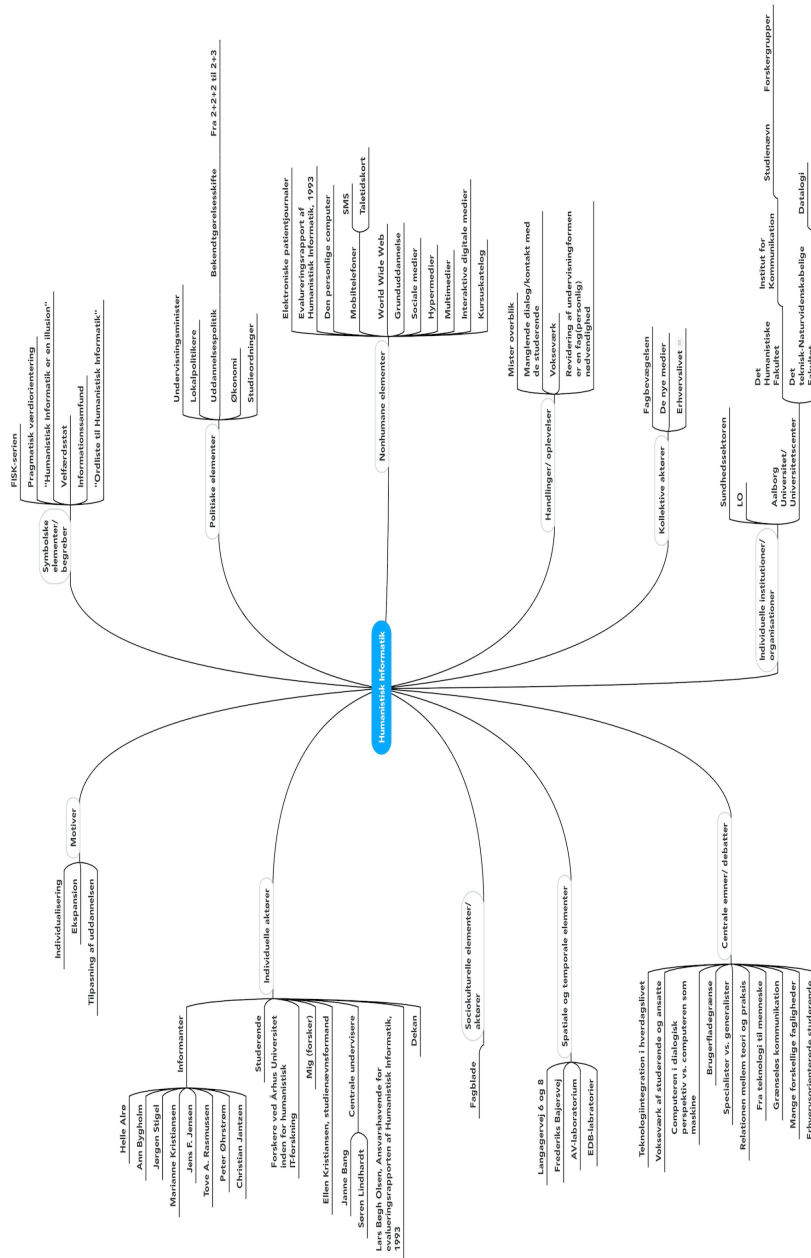 Humanistisk Informatik
Symbolske
elementer/
begreber
FISK-serien
Pragmatisk værdiorientering
"Humanistisk Informatik er en illusion"
Velfærdsstat
Informationssamfund
"Ordliste til Humanistisk Informatik"
Politiske elementer
Undervisningsminister
Lokalpolitikere
Uddannelsespolitik
Bekendtgørelsesskifte
Fra 2+2+2 til 2+3
Økonomi
Studieordninger
Nonhumane elementer
Elektroniske patientjournaler
Evalureringsrapport af
Humanistisk Informatik, 1993
Den personlige computer
Mobiltelefoner
SMS
Taletidskort
World Wide Web
Grunduddannelse
Sociale medier
Hypermedier
Multimedier
Interaktive digitale medier
Kursuskatelog
Handlinger/ oplevelser
Mister overblik
Manglende dialog/kontakt med
de studerende
Vokseværk
Revidering af undervisningformen
er en fag(personlig)
nødvendighed
Kollektive aktører
Fagbevægelsen
De nye medier
Erhvervslivet
Individuelle institutioner/
organisationer
Sundhedssektoren
LO
Aalborg
Universitet/
Universitetscenter
Det
Humanistiske
Fakultet
Institut for
Kommunikation
Studienævn
Forskergrupper
Det
teknisk-Naturvidenskabelige
Fakultet
Datalogi
Motiver
Individualisering
Ekspansion
Tilpasning af uddannelsen
Individuelle aktører
Informanter
Helle Alrø
Ann Bygholm
Jørgen Stigel
Marianne Kristiansen
Jens F. Jensen
Tove A. Rasmussen
Peter Øhrstrøm
Christian Jantzen
Studerende
Forskere ved Århus Universitet
inden for humanistisk
IT-forskning
Mig (forsker)
Ellen Kristiansen, studienævnsformand
Centrale undervisere
Janne Bang
Søren Lindhardt
Lars Bøgh Olsen, Ansvarshavende for
evalueringsrapporten af Humanistisk Informatik,
1993
Dekan
Sociokulturelle elementer/
aktører
Fagblade
Spatiale og temporale elementer
Langagervej 6 og 8
Frederiks Bajersvej
AV-laboratorium
EDB-labratorier
Centrale emner/ debatter
Teknologiintegration i hverdagslivet
Vokseværk af studerende og ansatte
Computeren i dialogisk
perspektiv vs. computeren som
maskine
Brugerfladegrænse
Specialister vs. generalister
Relationen mellem teori og praksis
Fra teknologi til menneske
Grænseløs kommunikation
Mange forskellige fagligheder
Erhvervsorienterede studerende